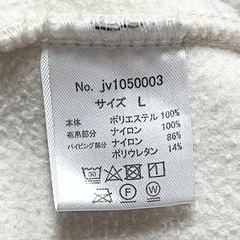 No. jv1050003
サイズ L
本体 ポリエステル 100%
布帛部分 ナイロン 100%
パイピング部分 ナイロン 86%
ポリウレタン 14%
30
P W